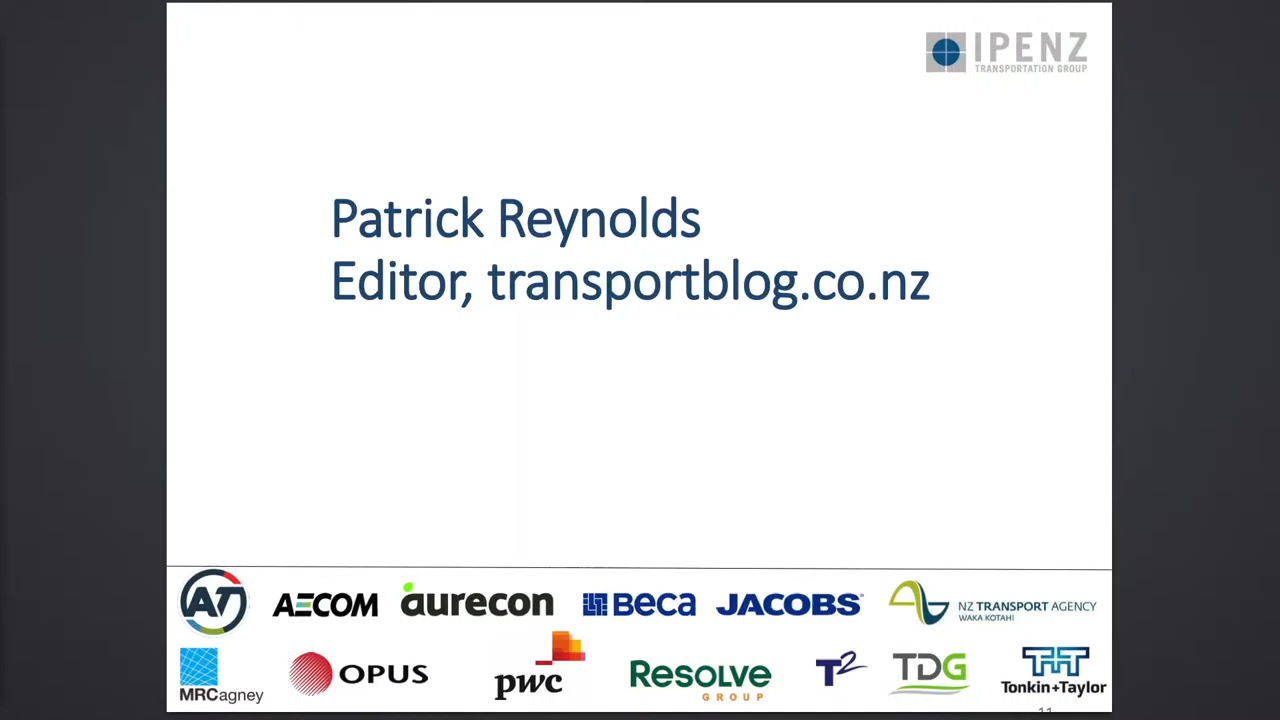 IPENZ
TRANSPORTATION GROUP
Patrick Reynolds
Editor, transportblog.co.nz
AT AECOM aurecon BECA JACOBS NZ TRANSPORT AGENCY
WAKA KOTAHI
MRCagney OPUS pwc RESOLVE T2 TDG Tonkin+Taylor
GROUP
11